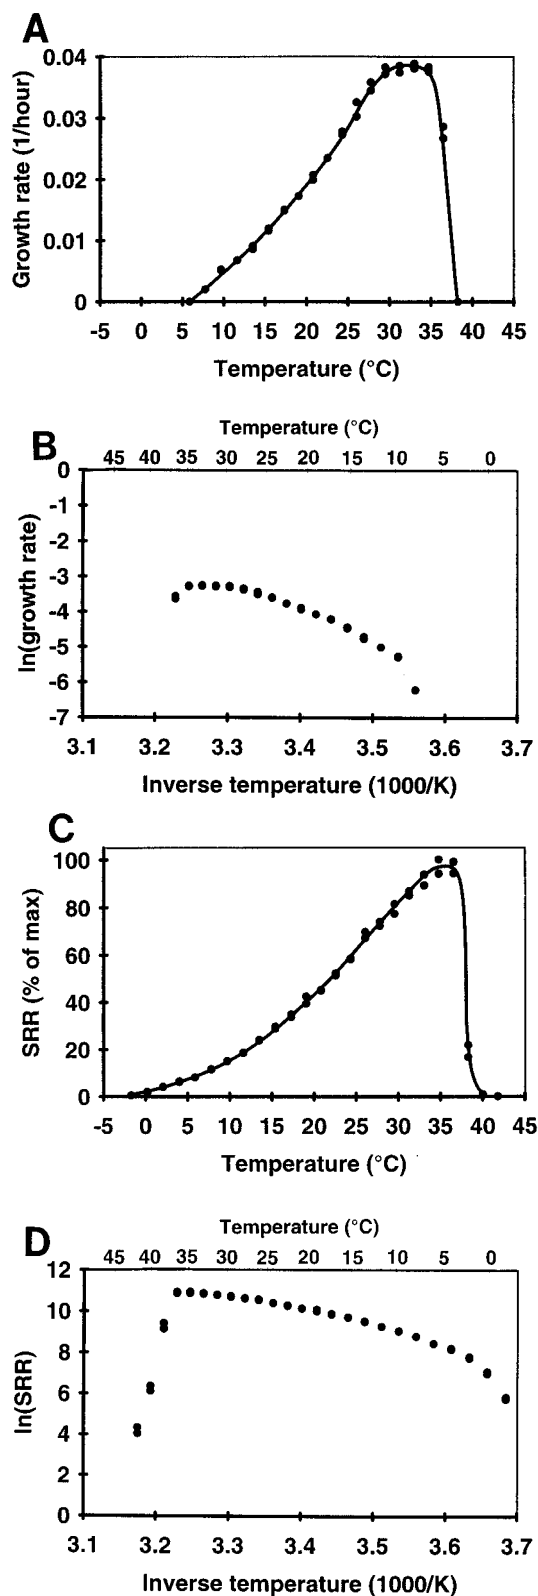 A
0.04
0.03
0.02
0.01
0
Growth rate (1/hour)
-5 0 5 10 15 20 25 30 35 40 45
Temperature (°C)
B
Temperature (°C)
45 40 35 30 25 20 15 10 5 0
0
-1
-2
-3
-4
-5
-6
-7
ln(growth rate)
3.1 3.2 3.3 3.4 3.5 3.6 3.7
Inverse temperature (1000/K)
C
100
80
60
40
20
0
SRR (% of max)
-5 0 5 10 15 20 25 30 35 40 45
Temperature (°C)
D
Temperature (°C)
45 40 35 30 25 20 15 10 5 0
12
10
8
6
4
2
0
ln(SRR)
3.1 3.2 3.3 3.4 3.5 3.6 3.7
Inverse temperature (1000/K)